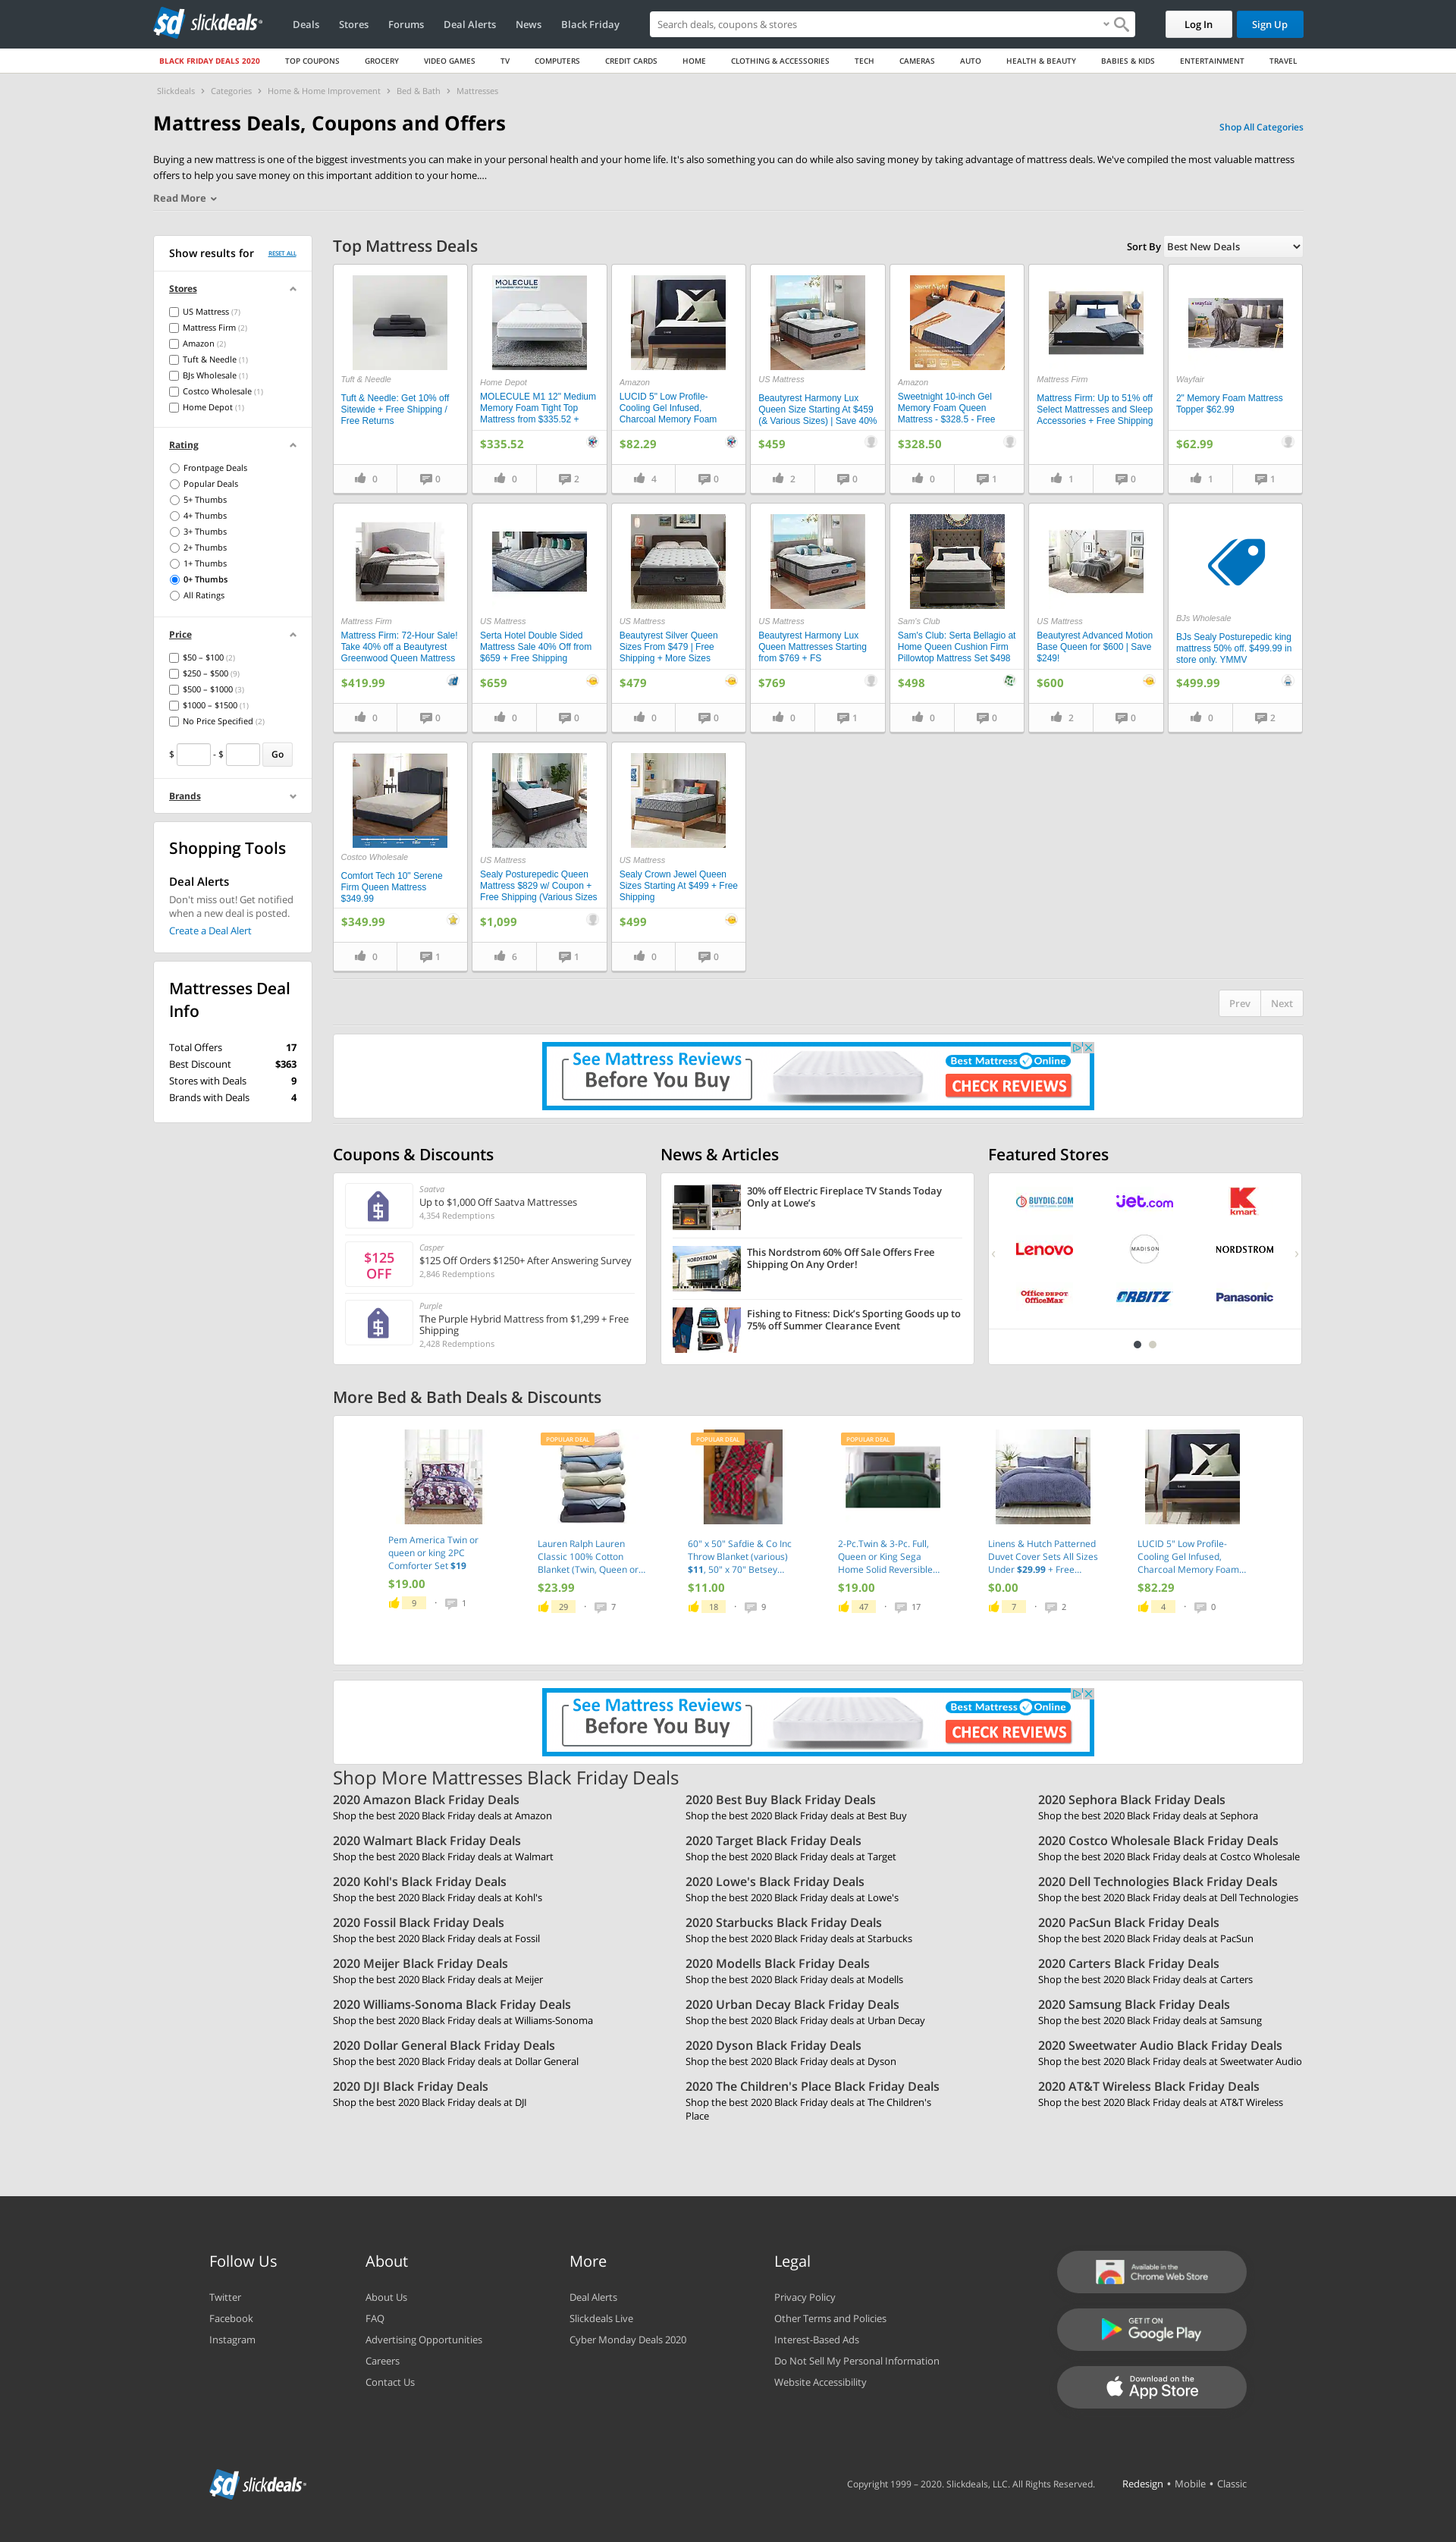 sd slickdeals
Deals Stores Forums Deal Alerts News Black Friday
Search deals, coupons & stores
Log In Sign Up
BLACK FRIDAY DEALS 2020 TOP COUPONS GROCERY VIDEO GAMES TV COMPUTERS CREDIT CARDS HOME CLOTHING & ACCESSORIES TECH CAMERAS AUTO HEALTH & BEAUTY BABIES & KIDS ENTERTAINMENT TRAVEL
Slickdeals > Categories > Home & Home Improvement > Bed & Bath > Mattresses
Mattress Deals, Coupons and Offers
Shop All Categories
Buying a new mattress is one of the biggest investments you can make in your personal health and your home life. It's also something you can do while also saving money by taking advantage of mattress deals. We've compiled the most valuable mattress
offers to help you save money on this important addition to your home....
Read More
Show results for RESET ALL
Stores
US Mattress (7)
Mattress Firm (2)
Amazon (2)
Tuft & Needle (1)
BJs Wholesale (1)
Costco Wholesale (1)
Home Depot (1)
Rating
Frontpage Deals
Popular Deals
5+ Thumbs
4+ Thumbs
3+ Thumbs
2+ Thumbs
1+ Thumbs
0+ Thumbs
All Ratings
Price
$50 – $100 (2)
$250 – $500 (9)
$500 – $1000 (3)
$1000 – $1500 (1)
No Price Specified (2)
$ - $ Go
Brands
Shopping Tools
Deal Alerts
Don't miss out! Get notified
when a new deal is posted.
Create a Deal Alert
Mattresses Deal
Info
Total Offers 17
Best Discount $363
Stores with Deals 9
Brands with Deals 4
Top Mattress Deals
Sort By Best New Deals
Tuft & Needle
Tuft & Needle: Get 10% off
Sitewide + Free Shipping /
Free Returns
0 0
MOLECULE
Home Depot
MOLECULE M1 12" Medium
Memory Foam Tight Top
Mattress from $335.52 +
$335.52
0 2
Amazon
LUCID 5" Low Profile-
Cooling Gel Infused,
Charcoal Memory Foam
$82.29
4 0
US Mattress
Beautyrest Harmony Lux
Queen Size Starting At $459
(& Various Sizes) | Save 40%
$459
2 0
Sweet Night
Amazon
Sweetnight 10-inch Gel
Memory Foam Queen
Mattress - $328.5 - Free
$328.50
0 1
Mattress Firm
Mattress Firm: Up to 51% off
Select Mattresses and Sleep
Accessories + Free Shipping
1 0
wayfair
Wayfair
2" Memory Foam Mattress
Topper $62.99
$62.99
1 1
Mattress Firm
Mattress Firm: 72-Hour Sale!
Take 40% off a Beautyrest
Greenwood Queen Mattress
$419.99
0 0
US Mattress
Serta Hotel Double Sided
Mattress Sale 40% Off from
$659 + Free Shipping
$659
0 0
US Mattress
Beautyrest Silver Queen
Sizes From $479 | Free
Shipping + More Sizes
$479
0 0
US Mattress
Beautyrest Harmony Lux
Queen Mattresses Starting
from $769 + FS
$769
0 1
Sam's Club
Sam's Club: Serta Bellagio at
Home Queen Cushion Firm
Pillowtop Mattress Set $498
$498
0 0
US Mattress
Beautyrest Advanced Motion
Base Queen for $600 | Save
$249!
$600
2 0
BJs Wholesale
BJs Sealy Posturepedic king
mattress 50% off. $499.99 in
store only. YMMV
$499.99
0 2
Costco Wholesale
Comfort Tech 10" Serene
Firm Queen Mattress
$349.99
$349.99
0 1
US Mattress
Sealy Posturepedic Queen
Mattress $829 w/ Coupon +
Free Shipping (Various Sizes
$1,099
6 1
US Mattress
Sealy Crown Jewel Queen
Sizes Starting At $499 + Free
Shipping
$499
0 0
Prev Next
See Mattress Reviews
Before You Buy
Best Mattress Online
CHECK REVIEWS
Coupons & Discounts
Saatva
Up to $1,000 Off Saatva Mattresses
4,354 Redemptions
$125
OFF
Casper
$125 Off Orders $1250+ After Answering Survey
2,846 Redemptions
Purple
The Purple Hybrid Mattress from $1,299 + Free
Shipping
2,428 Redemptions
News & Articles
30% off Electric Fireplace TV Stands Today
Only at Lowe's
NORDSTROM
This Nordstrom 60% Off Sale Offers Free
Shipping On Any Order!
Fishing to Fitness: Dick's Sporting Goods up to
75% off Summer Clearance Event
Featured Stores
BUYDIG.COM jet.com kmart
Lenovo MADISON NORDSTROM
Office DEPOT OfficeMax ORBITZ Panasonic
More Bed & Bath Deals & Discounts
Pem America Twin or
queen or king 2PC
Comforter Set $19
$19.00
9 · 1
POPULAR DEAL
Lauren Ralph Lauren
Classic 100% Cotton
Blanket (Twin, Queen or...
$23.99
29 · 7
POPULAR DEAL
60" x 50" Safdie & Co Inc
Throw Blanket (various)
$11, 50" x 70" Betsey...
$11.00
18 · 9
POPULAR DEAL
2-Pc.Twin & 3-Pc. Full,
Queen or King Sega
Home Solid Reversible...
$19.00
47 · 17
Linens & Hutch Patterned
Duvet Cover Sets All Sizes
Under $29.99 + Free...
$0.00
7 · 2
LUCID 5" Low Profile-
Cooling Gel Infused,
Charcoal Memory Foam...
$82.29
4 · 0
See Mattress Reviews
Before You Buy
Best Mattress Online
CHECK REVIEWS
Shop More Mattresses Black Friday Deals
2020 Amazon Black Friday Deals
Shop the best 2020 Black Friday deals at Amazon
2020 Best Buy Black Friday Deals
Shop the best 2020 Black Friday deals at Best Buy
2020 Sephora Black Friday Deals
Shop the best 2020 Black Friday deals at Sephora
2020 Walmart Black Friday Deals
Shop the best 2020 Black Friday deals at Walmart
2020 Target Black Friday Deals
Shop the best 2020 Black Friday deals at Target
2020 Costco Wholesale Black Friday Deals
Shop the best 2020 Black Friday deals at Costco Wholesale
2020 Kohl's Black Friday Deals
Shop the best 2020 Black Friday deals at Kohl's
2020 Lowe's Black Friday Deals
Shop the best 2020 Black Friday deals at Lowe's
2020 Dell Technologies Black Friday Deals
Shop the best 2020 Black Friday deals at Dell Technologies
2020 Fossil Black Friday Deals
Shop the best 2020 Black Friday deals at Fossil
2020 Starbucks Black Friday Deals
Shop the best 2020 Black Friday deals at Starbucks
2020 PacSun Black Friday Deals
Shop the best 2020 Black Friday deals at PacSun
2020 Meijer Black Friday Deals
Shop the best 2020 Black Friday deals at Meijer
2020 Modells Black Friday Deals
Shop the best 2020 Black Friday deals at Modells
2020 Carters Black Friday Deals
Shop the best 2020 Black Friday deals at Carters
2020 Williams-Sonoma Black Friday Deals
Shop the best 2020 Black Friday deals at Williams-Sonoma
2020 Urban Decay Black Friday Deals
Shop the best 2020 Black Friday deals at Urban Decay
2020 Samsung Black Friday Deals
Shop the best 2020 Black Friday deals at Samsung
2020 Dollar General Black Friday Deals
Shop the best 2020 Black Friday deals at Dollar General
2020 Dyson Black Friday Deals
Shop the best 2020 Black Friday deals at Dyson
2020 Sweetwater Audio Black Friday Deals
Shop the best 2020 Black Friday deals at Sweetwater Audio
2020 DJI Black Friday Deals
Shop the best 2020 Black Friday deals at DJI
2020 The Children's Place Black Friday Deals
Shop the best 2020 Black Friday deals at The Children's
Place
2020 AT&T Wireless Black Friday Deals
Shop the best 2020 Black Friday deals at AT&T Wireless
Follow Us
Twitter
Facebook
Instagram
About
About Us
FAQ
Advertising Opportunities
Careers
Contact Us
More
Deal Alerts
Slickdeals Live
Cyber Monday Deals 2020
Legal
Privacy Policy
Other Terms and Policies
Interest-Based Ads
Do Not Sell My Personal Information
Website Accessibility
Available in the
Chrome Web Store
GET IT ON
Google Play
Download on the
App Store
sd slickdeals
Copyright 1999 – 2020. Slickdeals, LLC. All Rights Reserved.
Redesign • Mobile • Classic